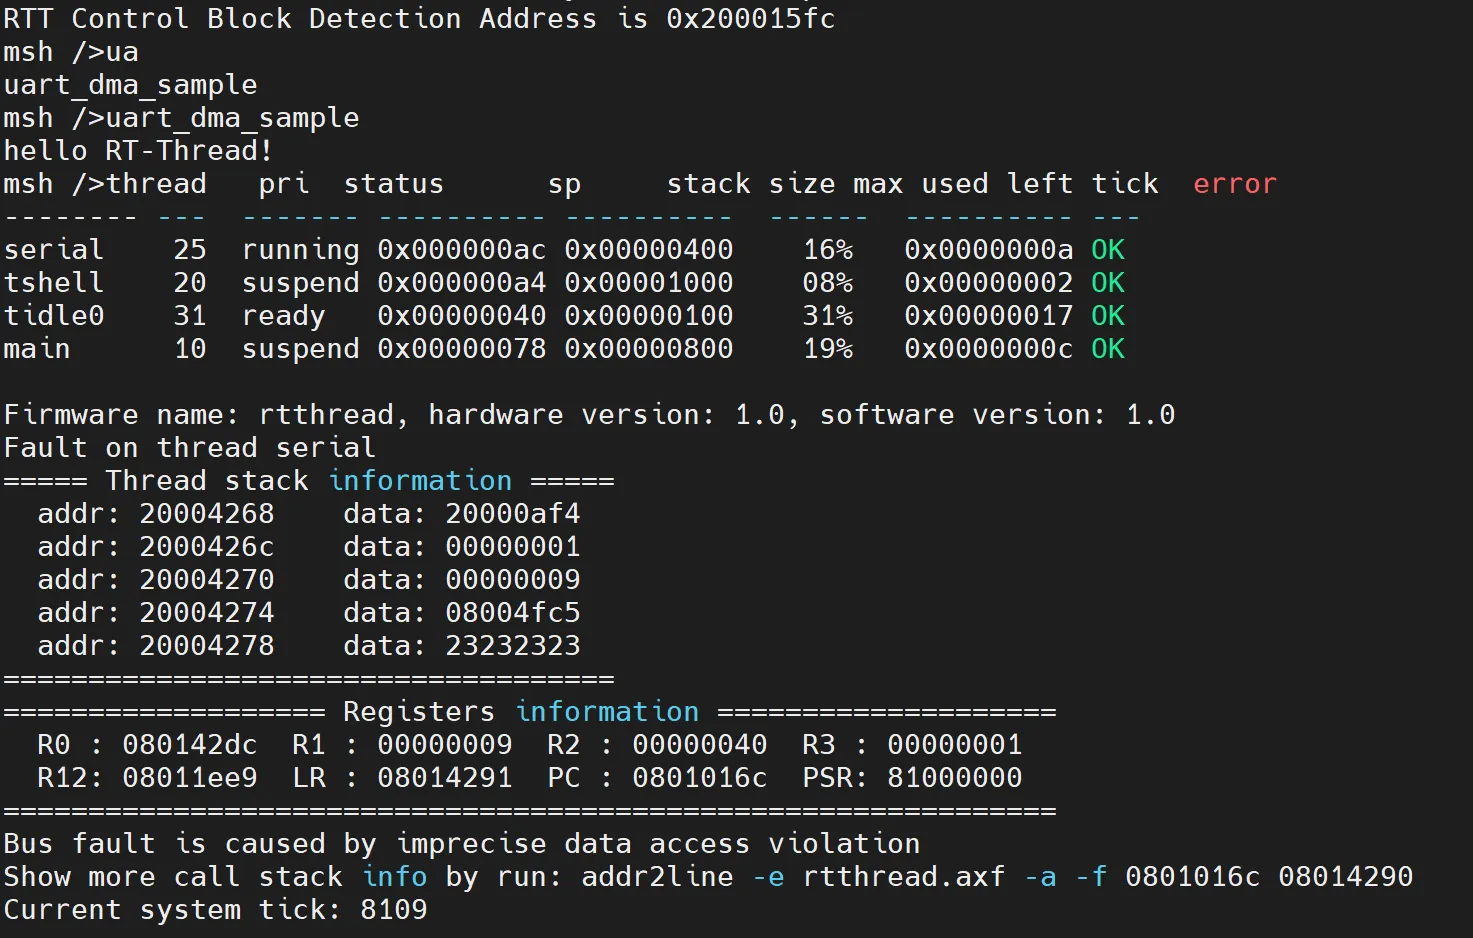 RTT Control Block Detection Address is 0x200015fc
msh />ua
uart_dma_sample
msh />uart_dma_sample
hello RT-Thread!
msh />thread   pri  status      sp     stack size max used left tick  error
-------- ---  ------- ---------- ----------  ------  ---------- ---
serial    25  running 0x000000ac 0x00000400    16%   0x0000000a OK
tshell    20  suspend 0x000000a4 0x00001000    08%   0x00000002 OK
tidle0    31  ready   0x00000040 0x00000100    31%   0x00000017 OK
main      10  suspend 0x00000078 0x00000800    19%   0x0000000c OK
Firmware name: rtthread, hardware version: 1.0, software version: 1.0
Fault on thread serial
===== Thread stack information =====
  addr: 20004268    data: 20000af4
  addr: 2000426c    data: 00000001
  addr: 20004270    data: 00000009
  addr: 20004274    data: 08004fc5
  addr: 20004278    data: 23232323
====================================
=================== Registers information ====================
  R0 : 080142dc  R1 : 00000009  R2 : 00000040  R3 : 00000001
  R12: 08011ee9  LR : 08014291  PC : 0801016c  PSR: 81000000
==============================================================
Bus fault is caused by imprecise data access violation
Show more call stack info by run: addr2line -e rtthread.axf -a -f 0801016c 08014290
Current system tick: 8109